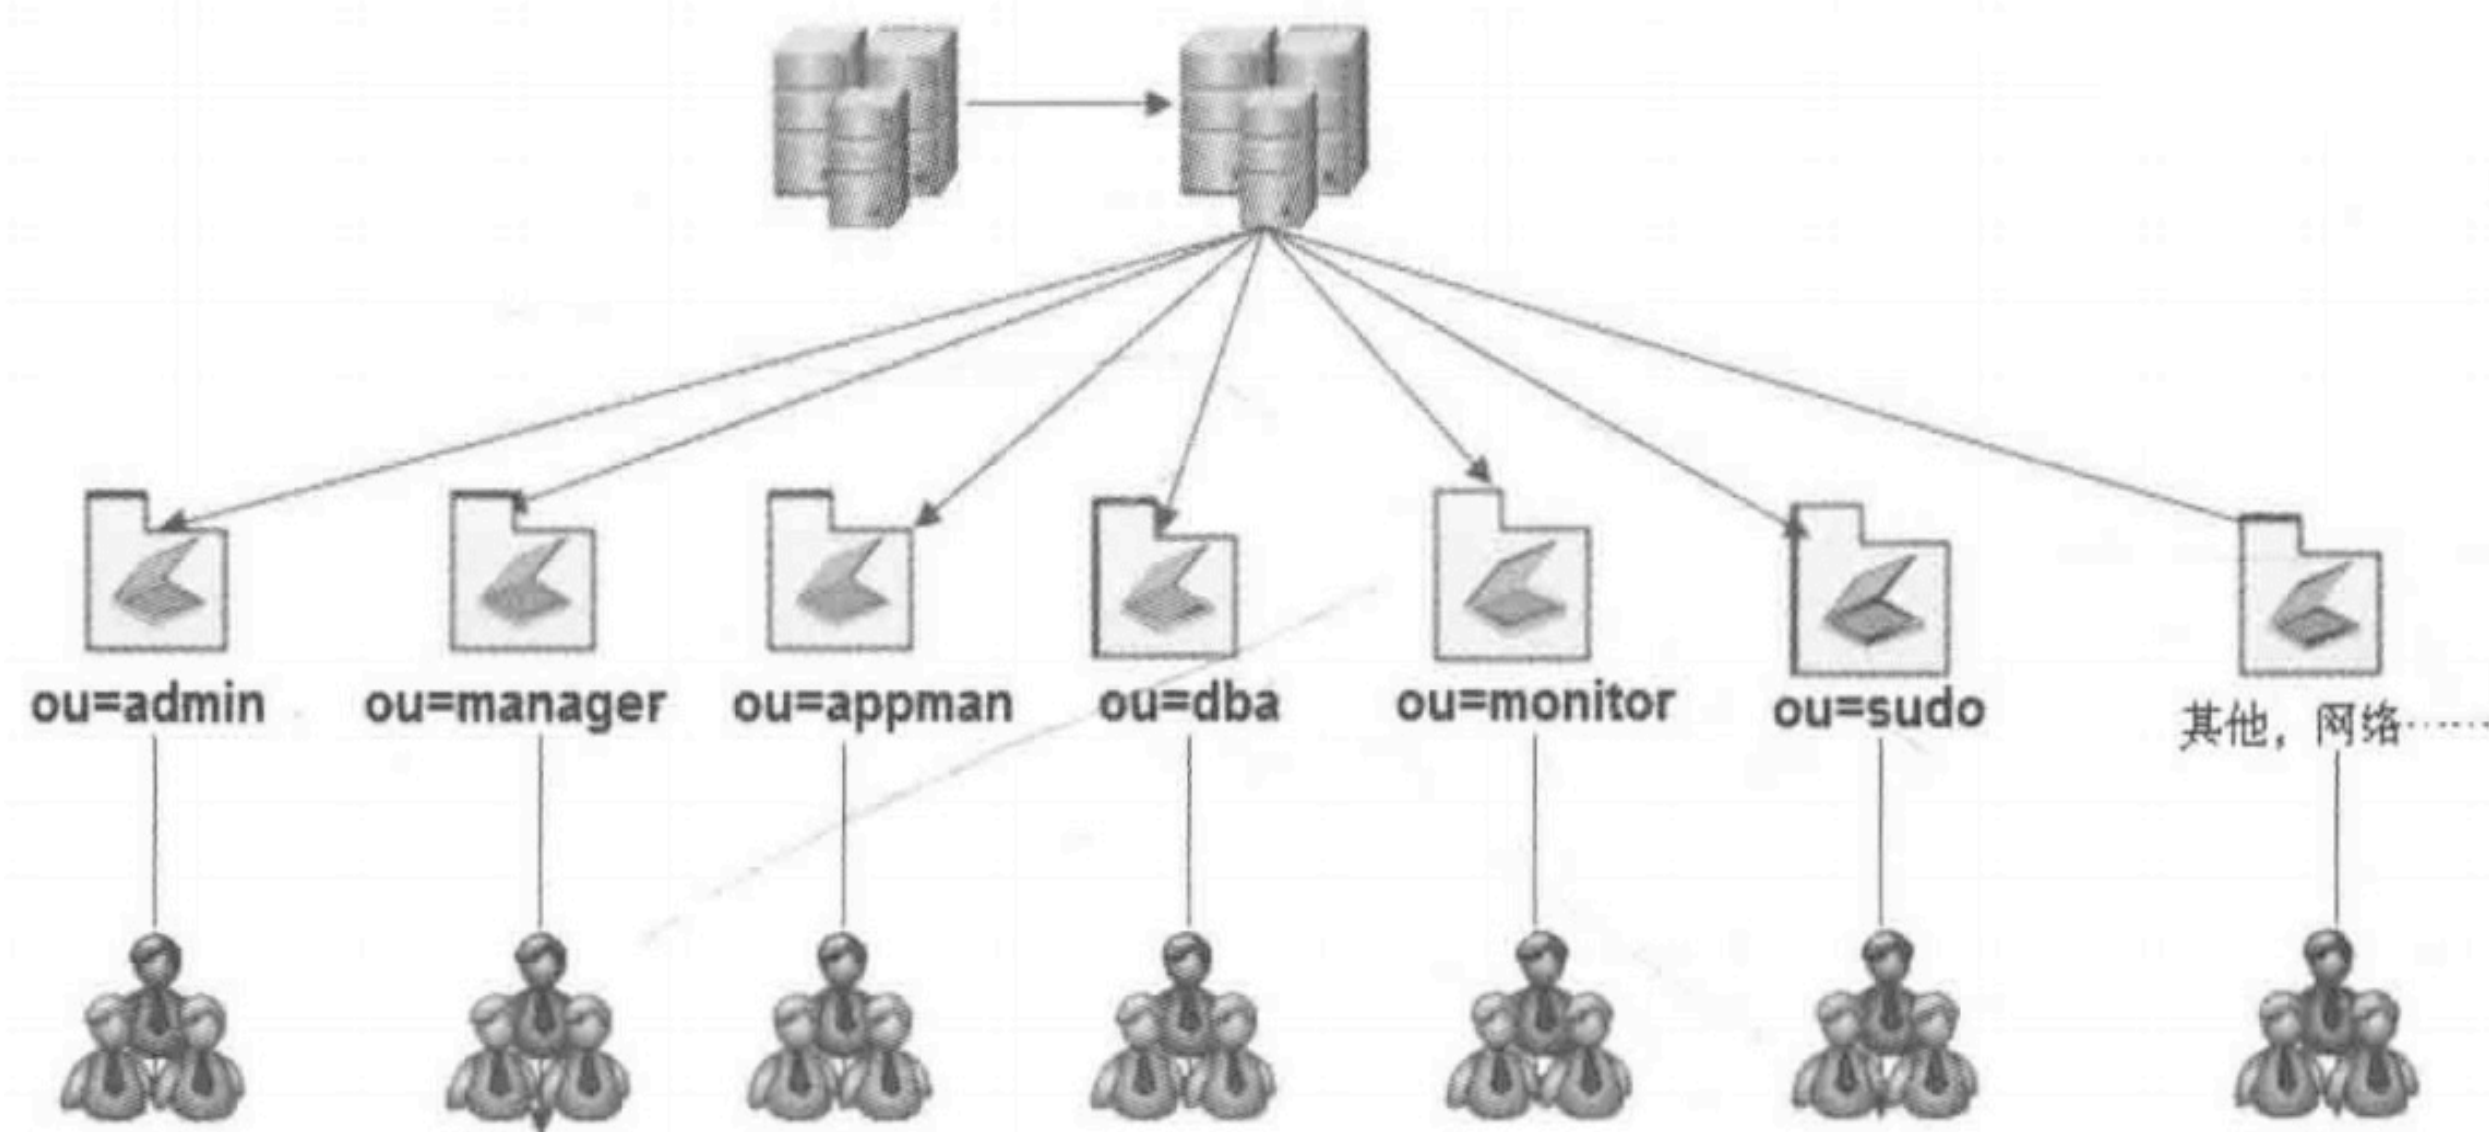 ou=admin
ou=manager
ou=appman
ou=dba
ou=monitor
ou=sudo
其他，网络……